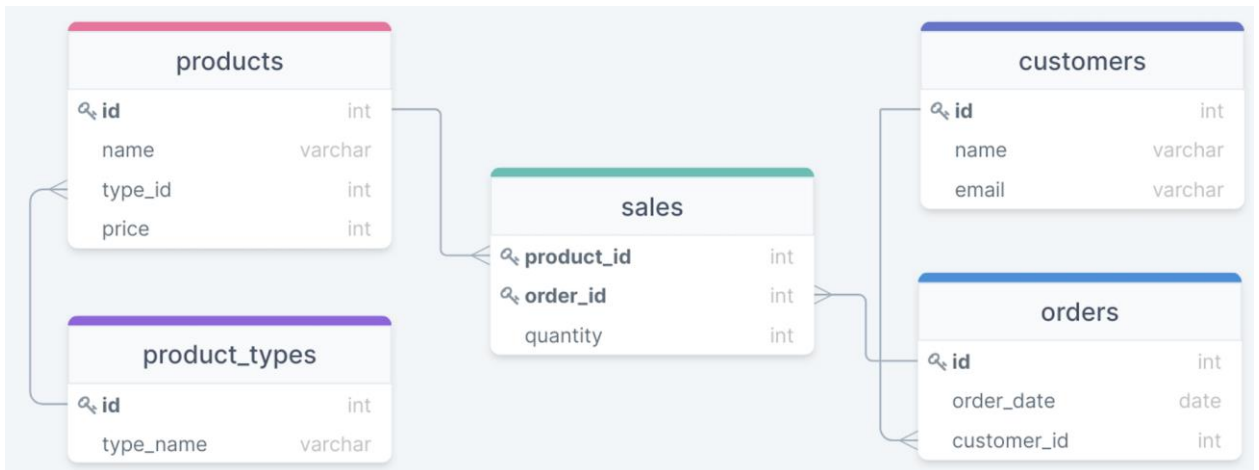 products
id int
name varchar
type_id int
price int
product_types
id int
type_name varchar
sales
product_id int
order_id int
quantity int
customers
id int
name varchar
email varchar
orders
id int
order_date date
customer_id int